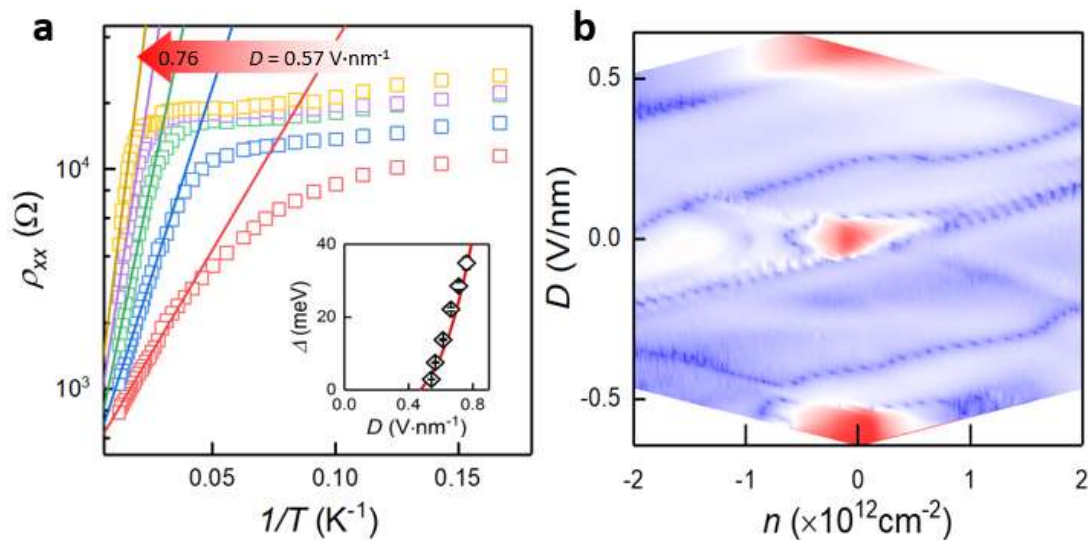 a
0.76 D = 0.57 V·nm⁻¹
10⁴
10³
ρxx (Ω)
0.05 0.10 0.15
1/T (K⁻¹)
40
20
0
Δ (meV)
0.0 0.4 0.8
D (V·nm⁻¹)
b
0.5
0.0
-0.5
D (V/nm)
-2 -1 0 1 2
n (×10¹²cm⁻²)